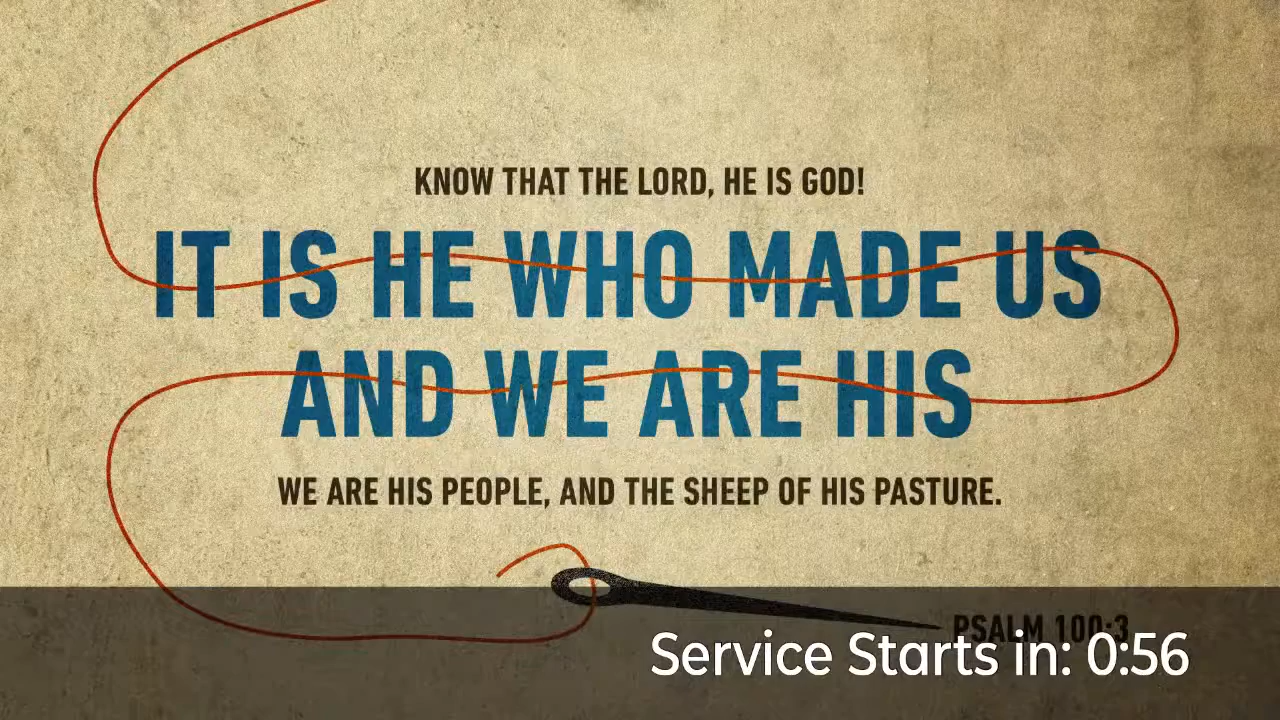 KNOW THAT THE LORD, HE IS GOD!
IT IS HE WHO MADE US
AND WE ARE HIS
WE ARE HIS PEOPLE, AND THE SHEEP OF HIS PASTURE.
PSALM 100:3
Service Starts in: 0:56